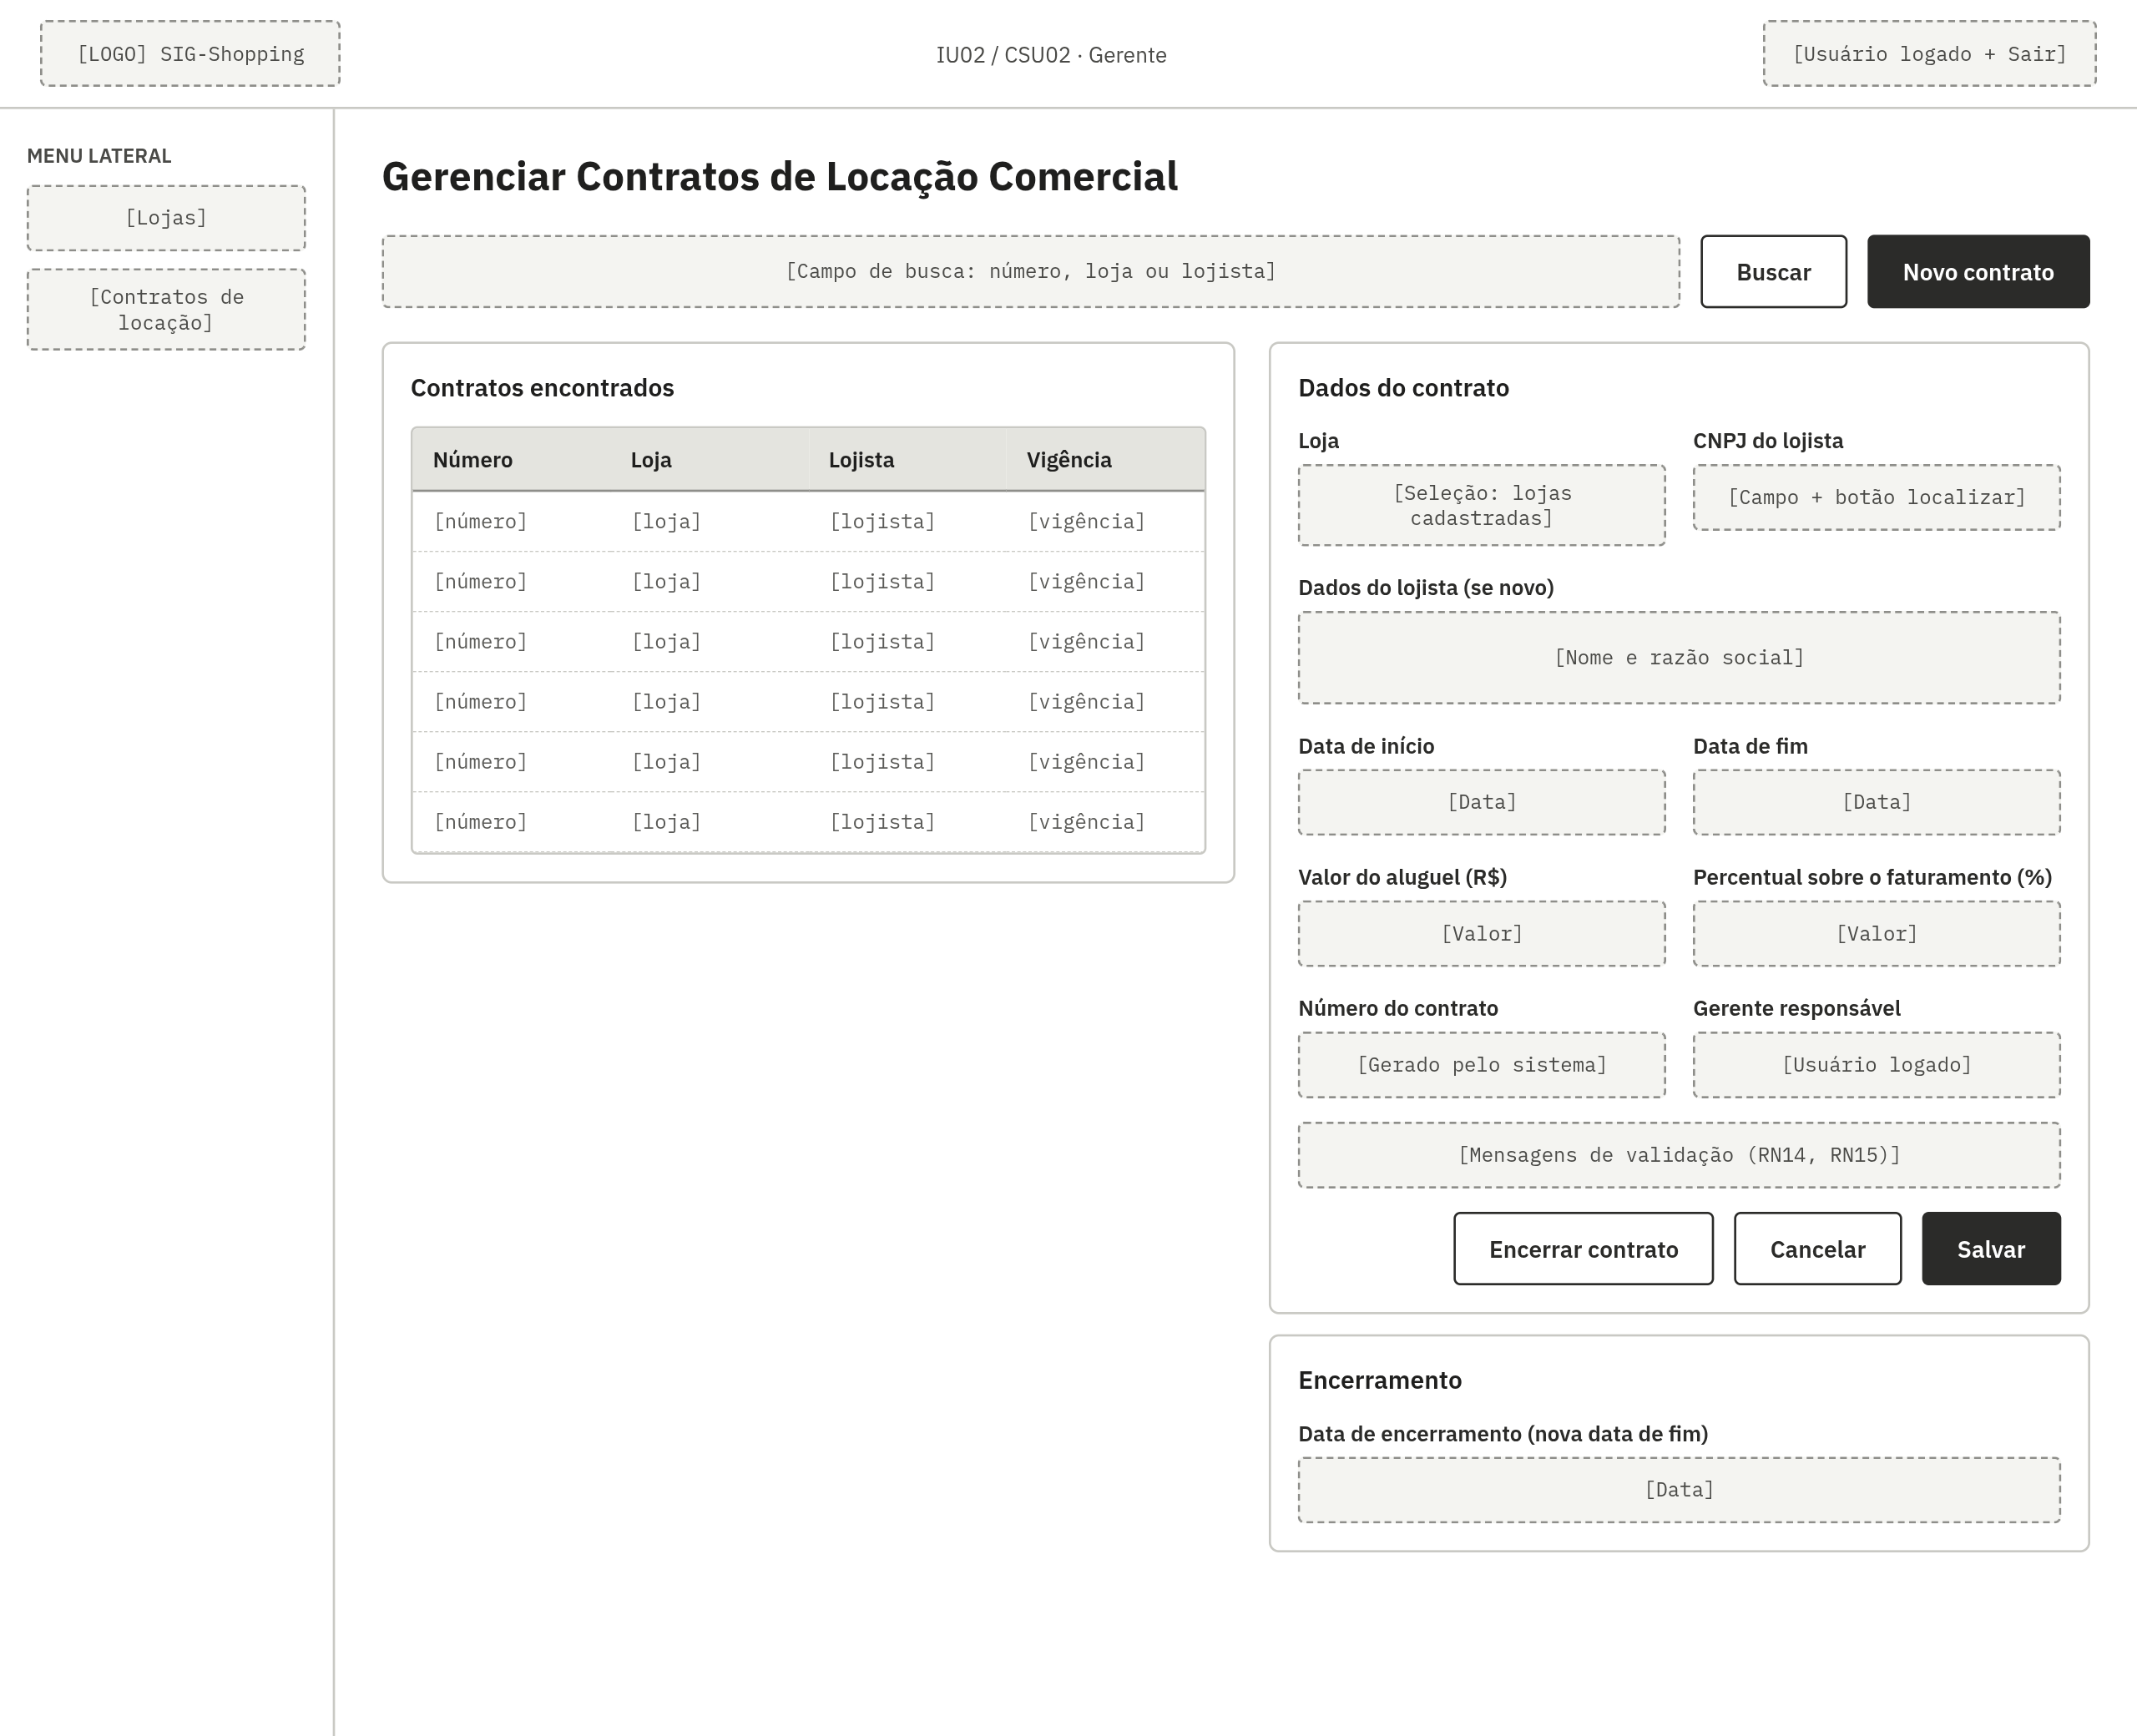 [LOGO] SIG-Shopping
IU02 / CSU02 · Gerente
[Usuário logado + Sair]
MENU LATERAL
[Lojas]
[Contratos de
locação]
Gerenciar Contratos de Locação Comercial
[Campo de busca: número, loja ou lojista]
Buscar
Novo contrato
Contratos encontrados
Número Loja Lojista Vigência
[número] [loja] [lojista] [vigência]
[número] [loja] [lojista] [vigência]
[número] [loja] [lojista] [vigência]
[número] [loja] [lojista] [vigência]
[número] [loja] [lojista] [vigência]
[número] [loja] [lojista] [vigência]
Dados do contrato
Loja
[Seleção: lojas
cadastradas]
CNPJ do lojista
[Campo + botão localizar]
Dados do lojista (se novo)
[Nome e razão social]
Data de início
[Data]
Data de fim
[Data]
Valor do aluguel (R$)
[Valor]
Percentual sobre o faturamento (%)
[Valor]
Número do contrato
[Gerado pelo sistema]
Gerente responsável
[Usuário logado]
[Mensagens de validação (RN14, RN15)]
Encerrar contrato
Cancelar
Salvar
Encerramento
Data de encerramento (nova data de fim)
[Data]